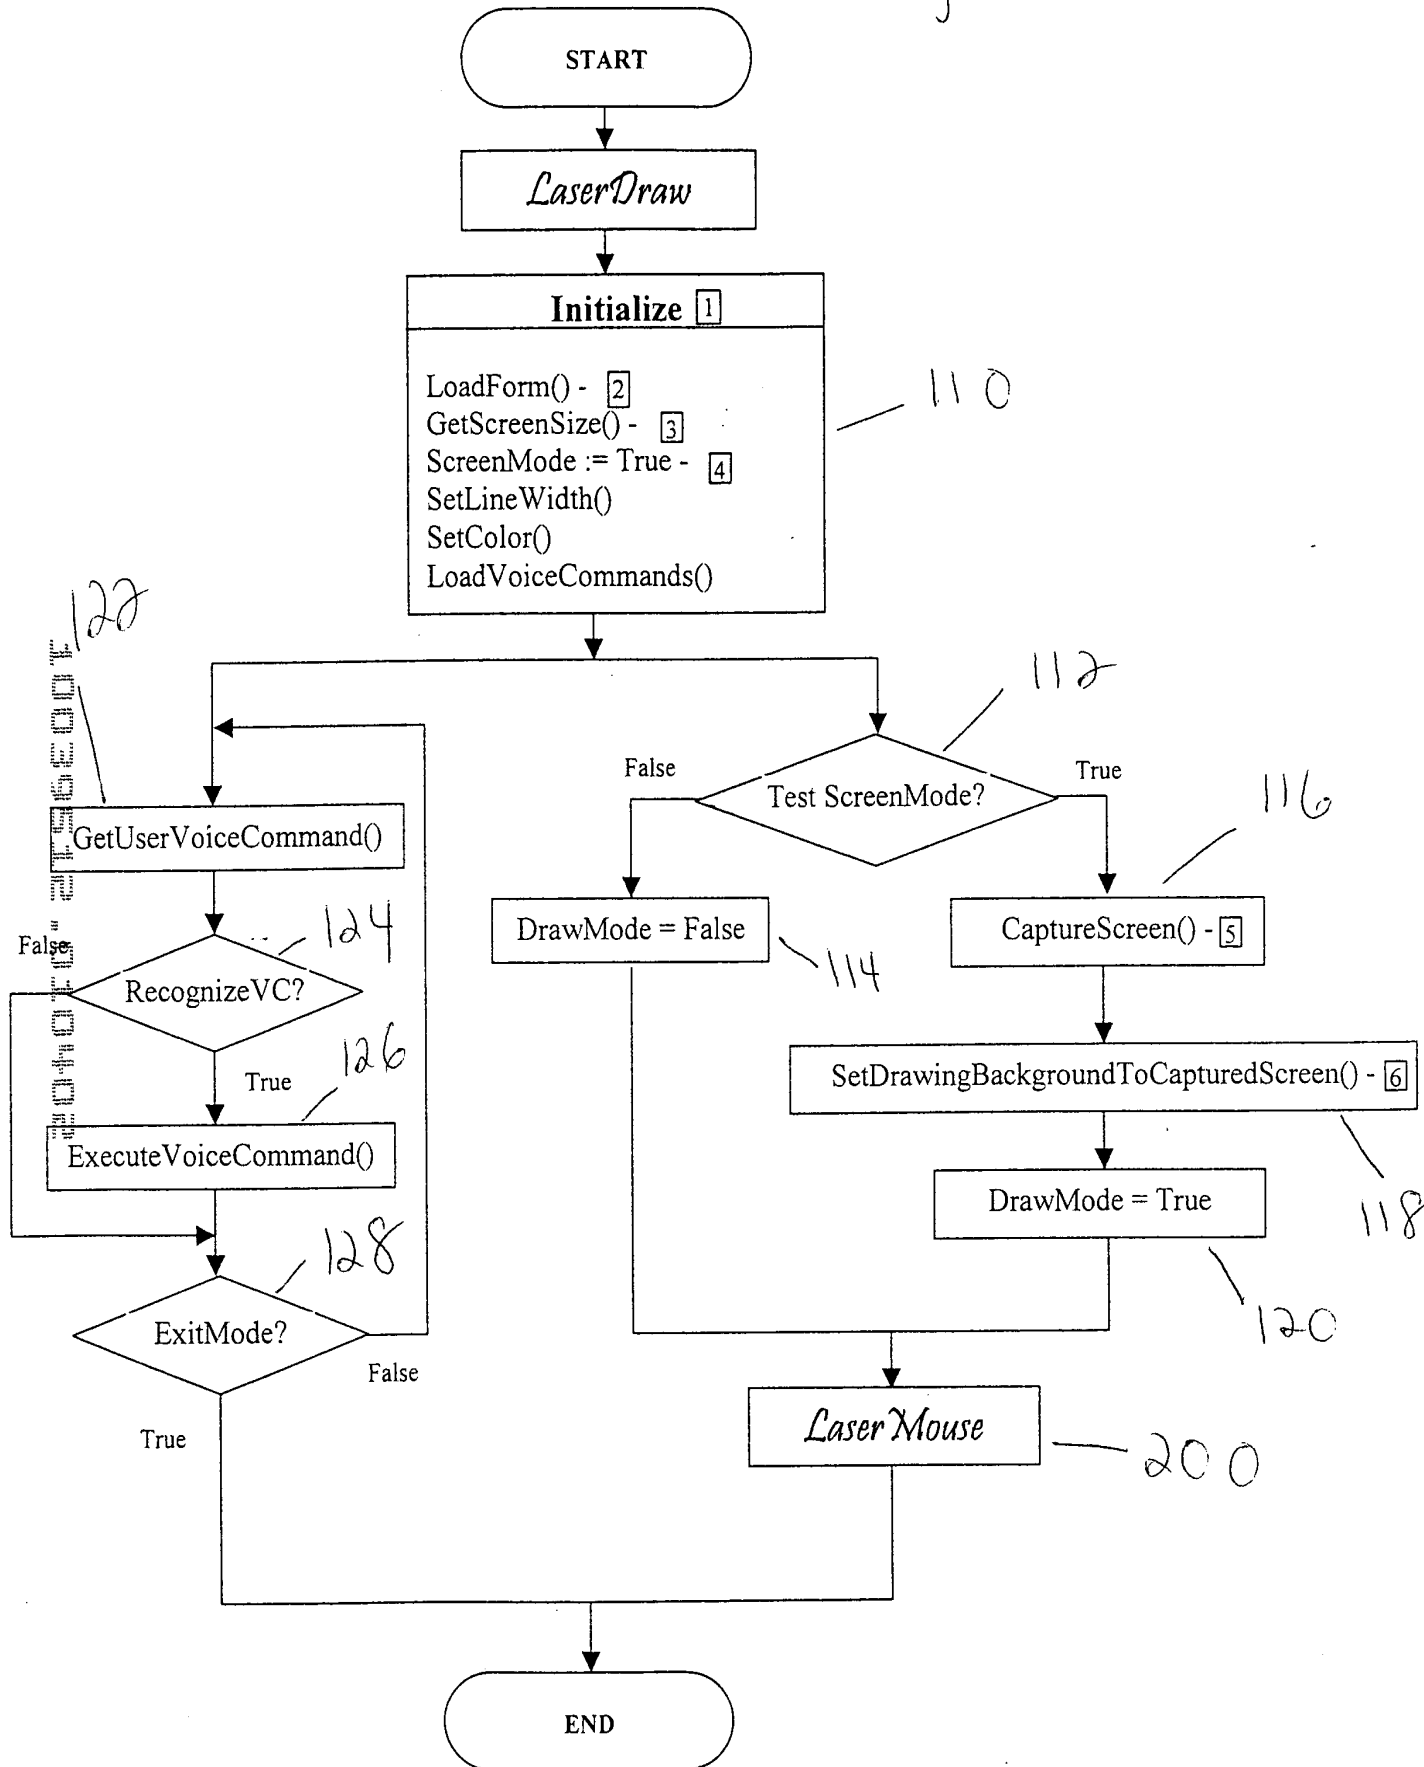 START
LaserDraw
Initialize 1
LoadForm() - 2
GetScreenSize() - 3
ScreenMode := True - 4
SetLineWidth()
SetColor()
LoadVoiceCommands()
110
122
112
False
Test ScreenMode?
True
116
GetUserVoiceCommand()
DrawMode = False
114
CaptureScreen() - 5
False
124
RecognizeVC?
True
126
SetDrawingBackgroundToCapturedScreen() - 6
118
ExecuteVoiceCommand()
DrawMode = True
120
128
ExitMode?
False
True
LaserMouse
200
END
10039512.010402